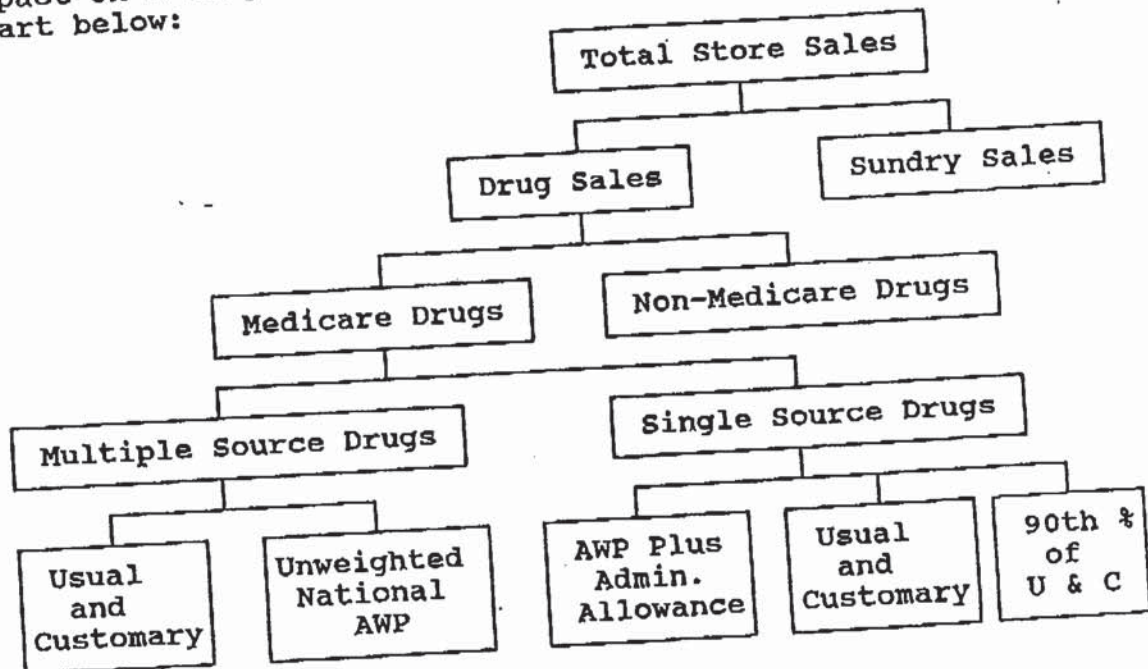 art below:
Total Store Sales
Drug Sales
Sundry Sales
Medicare Drugs
Non-Medicare Drugs
Multiple Source Drugs
Single Source Drugs
Usual
and
Customary
Unweighted
National
AWP
AWP Plus
Admin.
Allowance
Usual
and
Customary
90th %
of
U & C